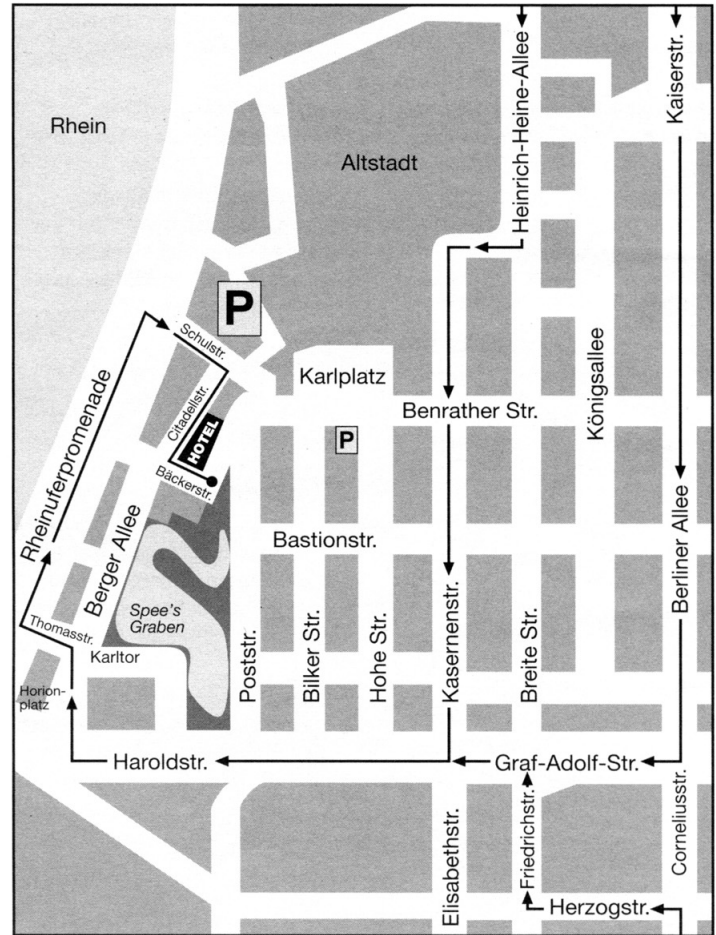 Rhein
Altstadt
Heinrich-Heine-Allee
Kaiserstr.
P
Schulstr.
Karlplatz
Königsallee
Citadellstr.
HOTEL
Benrather Str.
P
Rheinuferpromenade
Bäckerstr.
Bastionstr.
Berger Allee
Berliner Allee
Spee's
Graben
Thomasstr.
Karltor
Poststr.
Bilker Str.
Hohe Str.
Kasernenstr.
Breite Str.
Horion-
platz
Haroldstr.
Graf-Adolf-Str.
Elisabethstr.
Friedrichstr.
Corneliusstr.
Herzogstr.